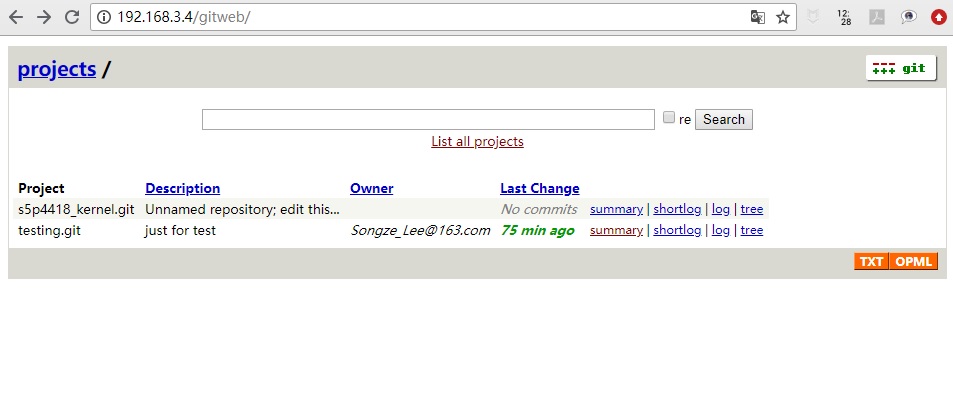 192.168.3.4/gitweb/
12:
28
projects /
git
re Search
List all projects
Project Description Owner Last Change
s5p4418_kernel.git Unnamed repository; edit this... No commits summary | shortlog | log | tree
testing.git just for test Songze_Lee@163.com 75 min ago summary | shortlog | log | tree
TXT OPML